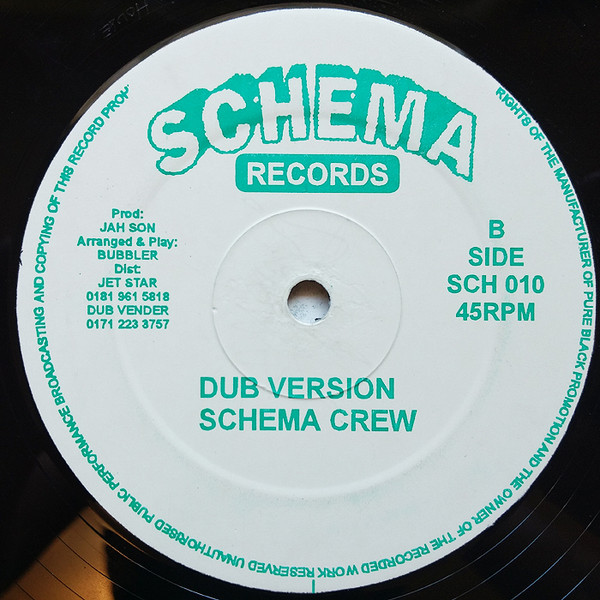 SCHEMA
RECORDS
Prod:
JAH SON
Arranged & Play:
BUBBLER
Dist:
JET STAR
0181 961 5818
DUB VENDER
0171 223 3757
B
SIDE
SCH 010
45RPM
DUB VERSION
SCHEMA CREW
RIGHTS OF THE MANUFACTURER OF PURE BLACK PROMOTION AND THE OWNER OF THE RECORDED WORK RESERVED UNAUTHORISED PUBLIC PERFORMANCE BROADCASTING AND COPYING OF THIS RECORD PROH'